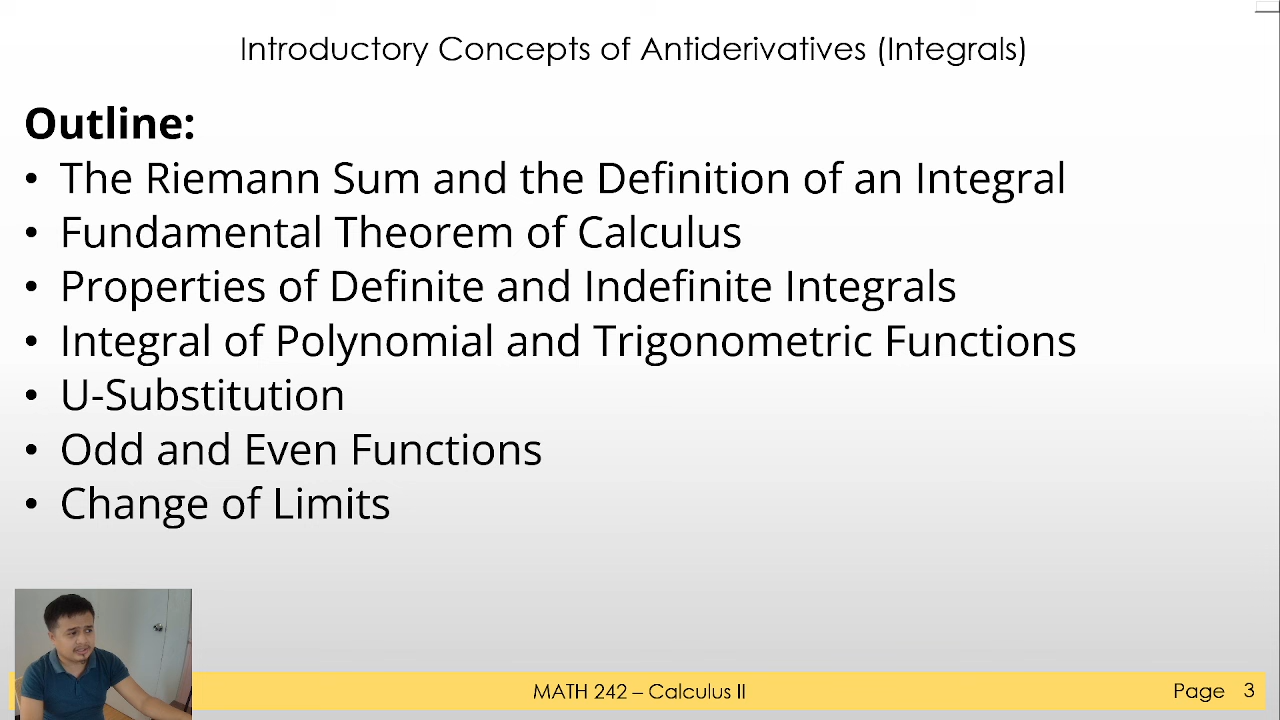 Introductory Concepts of Antiderivatives (Integrals)
Outline:
• The Riemann Sum and the Definition of an Integral
• Fundamental Theorem of Calculus
• Properties of Definite and Indefinite Integrals
• Integral of Polynomial and Trigonometric Functions
• U-Substitution
• Odd and Even Functions
• Change of Limits
MATH 242 – Calculus II
Page 3